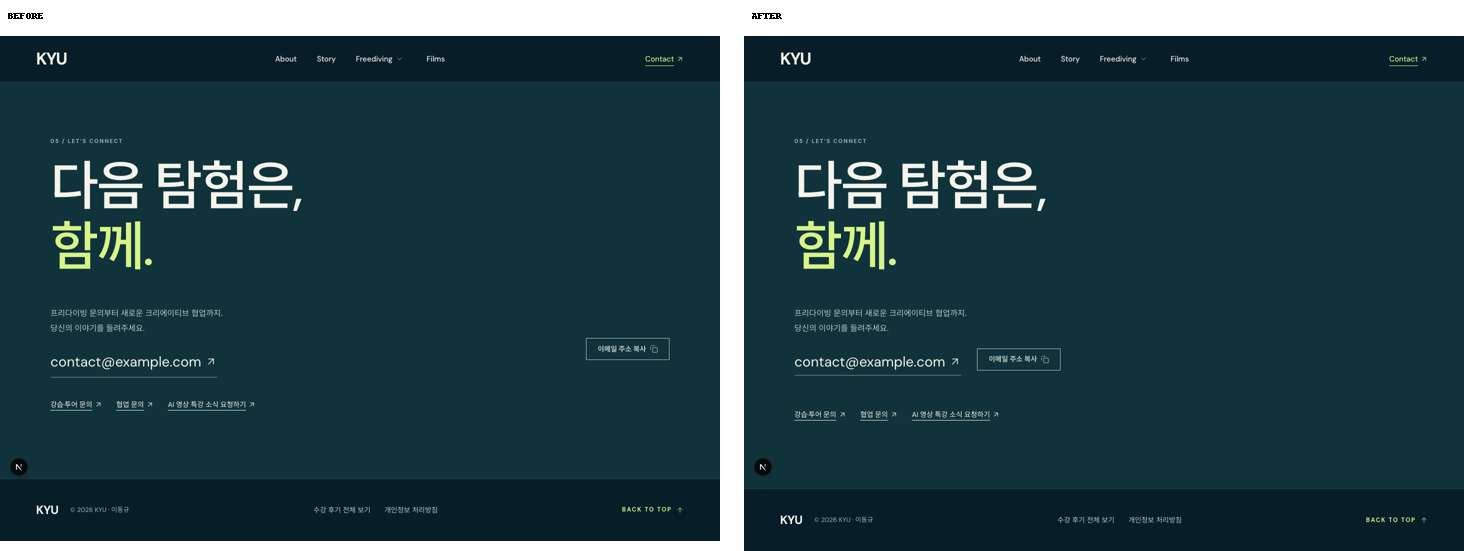 BEFORE
KYU
About Story Freediving Films
Contact
05 / LET'S CONNECT
다음 탐험은,
함께.
프리다이빙 문의부터 새로운 크리에이티브 협업까지.
당신의 이야기를 들려주세요.
contact@example.com
이메일 주소 복사
강습·투어 문의 협업 문의 AI 영상 특강 소식 요청하기
N
KYU © 2026 KYU · 이동규
수강 후기 전체 보기 개인정보 처리방침
BACK TO TOP
AFTER
KYU
About Story Freediving Films
Contact
05 / LET'S CONNECT
다음 탐험은,
함께.
프리다이빙 문의부터 새로운 크리에이티브 협업까지.
당신의 이야기를 들려주세요.
contact@example.com
이메일 주소 복사
강습·투어 문의 협업 문의 AI 영상 특강 소식 요청하기
N
KYU © 2026 KYU · 이동규
수강 후기 전체 보기 개인정보 처리방침
BACK TO TOP